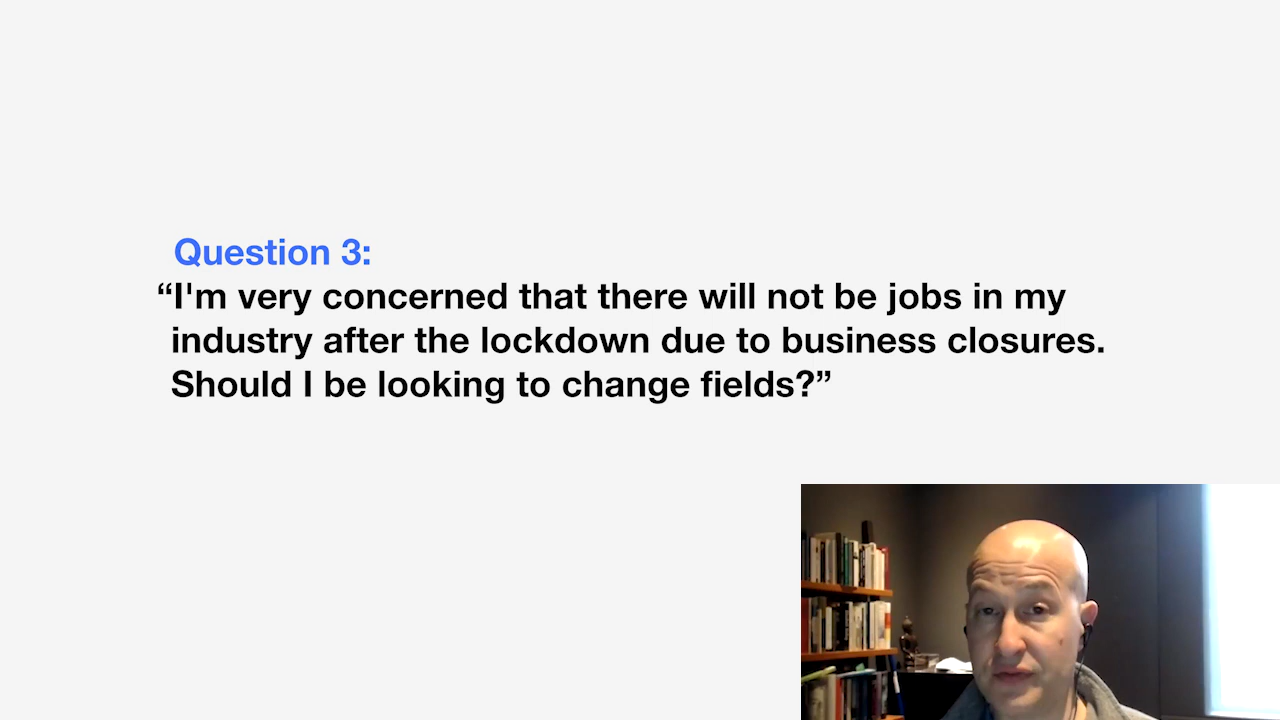 Question 3:
“I'm very concerned that there will not be jobs in my
industry after the lockdown due to business closures.
Should I be looking to change fields?”